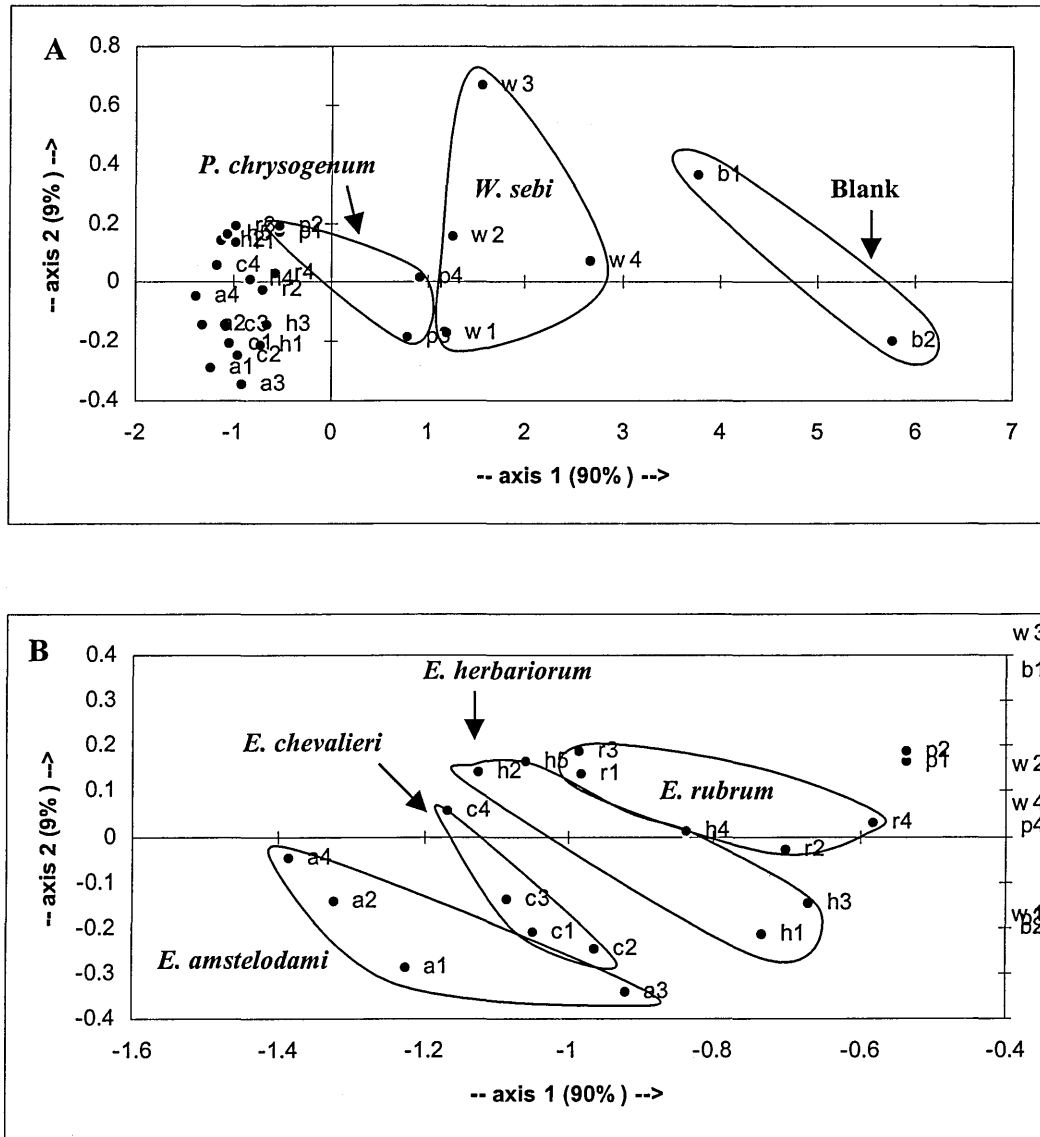 A
0.8
0.6
0.4
0.2
0
-0.2
-0.4
-- axis 2 (9%) -->
P. chrysogenum
W. sebi
Blank
w3
b1
w2
w4
p4
w1
p3
b2
p2
p1
c4
r4
h4
r2
a4
c3
h3
c1
h1
c2
a1
a3
-2 -1 0 1 2 3 4 5 6 7
-- axis 1 (90%) -->
B
0.4
0.3
0.2
0.1
0
-0.1
-0.2
-0.3
-0.4
-- axis 2 (9%) -->
E. herbariorum
E. chevalieri
E. rubrum
E. amstelodami
w3
b1
r3
p2
h5
p1
h2
r1
w2
c4
w4
r4
p4
h4
r2
a4
c3
h3
a2
c1
h1
w1
c2
a1
a3
-1.6 -1.4 -1.2 -1 -0.8 -0.6 -0.4
-- axis 1 (90%) -->